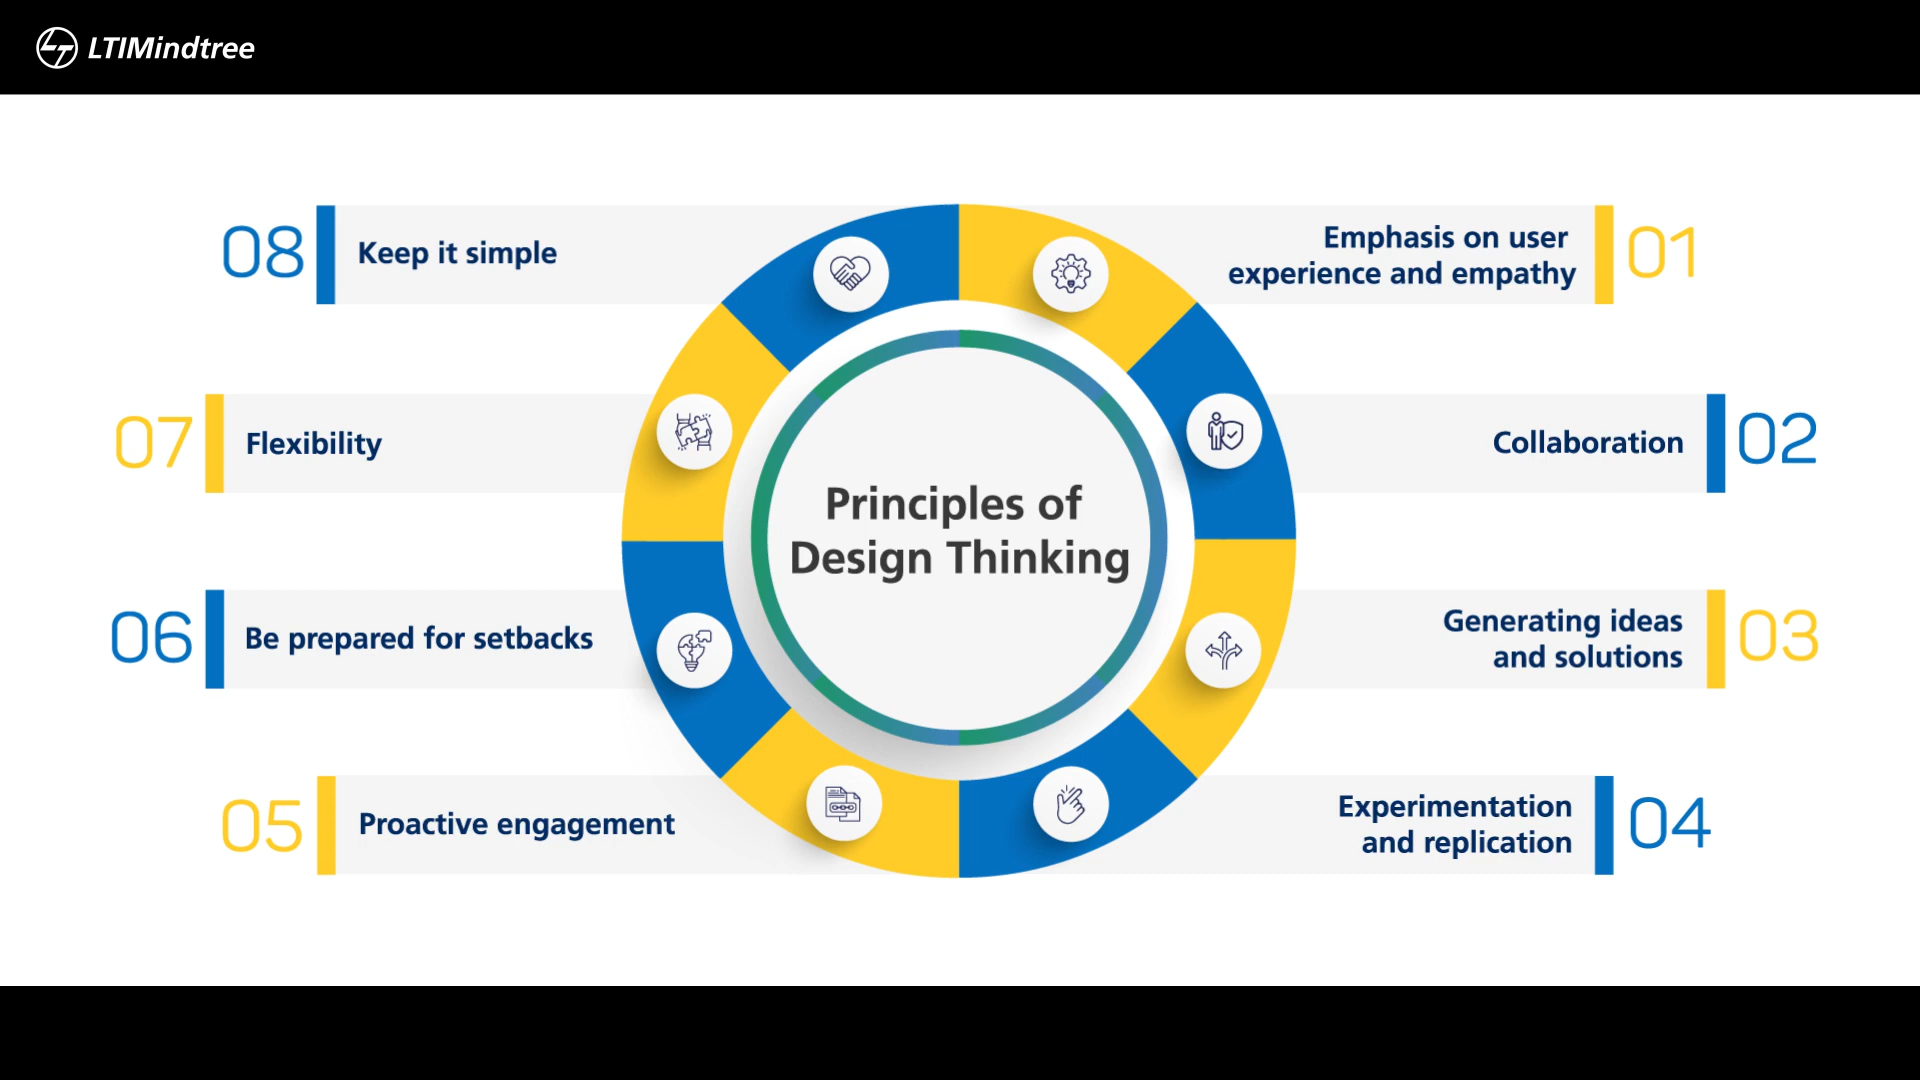 LTIMindtree
08
Keep it simple
Emphasis on user
experience and empathy
01
07
Flexibility
Collaboration
02
Principles of
Design Thinking
06
Be prepared for setbacks
Generating ideas
and solutions
03
05
Proactive engagement
Experimentation
and replication
04